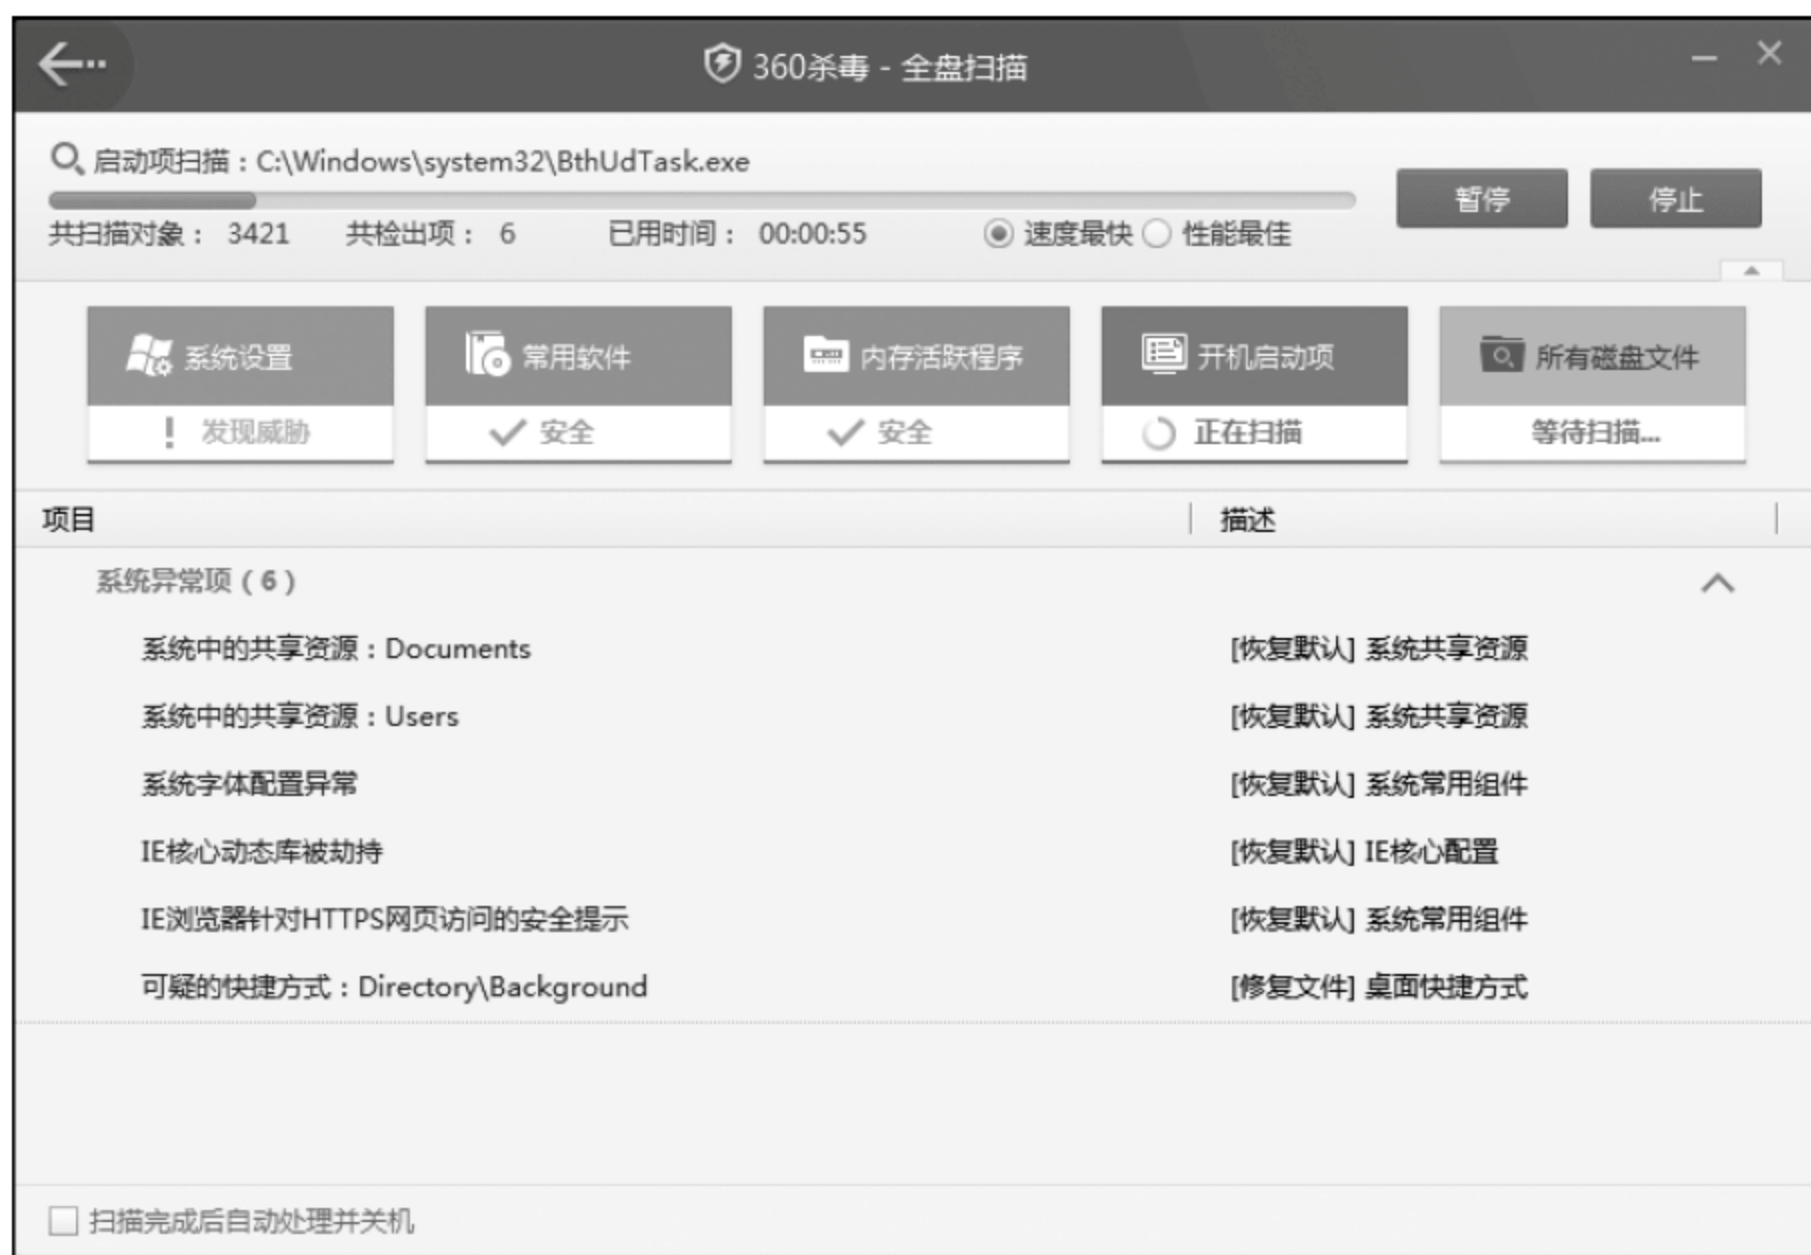 360杀毒 - 全盘扫描
启动项扫描：C:\Windows\system32\BthUdTask.exe
暂停 停止
共扫描对象： 3421 共检出项： 6 已用时间： 00:00:55 速度最快 性能最佳
系统设置 常用软件 内存活跃程序 开机启动项 所有磁盘文件
发现威胁 安全 安全 正在扫描 等待扫描...
项目 描述
系统异常项（6）
系统中的共享资源：Documents [恢复默认] 系统共享资源
系统中的共享资源：Users [恢复默认] 系统共享资源
系统字体配置异常 [恢复默认] 系统常用组件
IE核心动态库被劫持 [恢复默认] IE核心配置
IE浏览器针对HTTPS网页访问的安全提示 [恢复默认] 系统常用组件
可疑的快捷方式：Directory\Background [修复文件] 桌面快捷方式
扫描完成后自动处理并关机